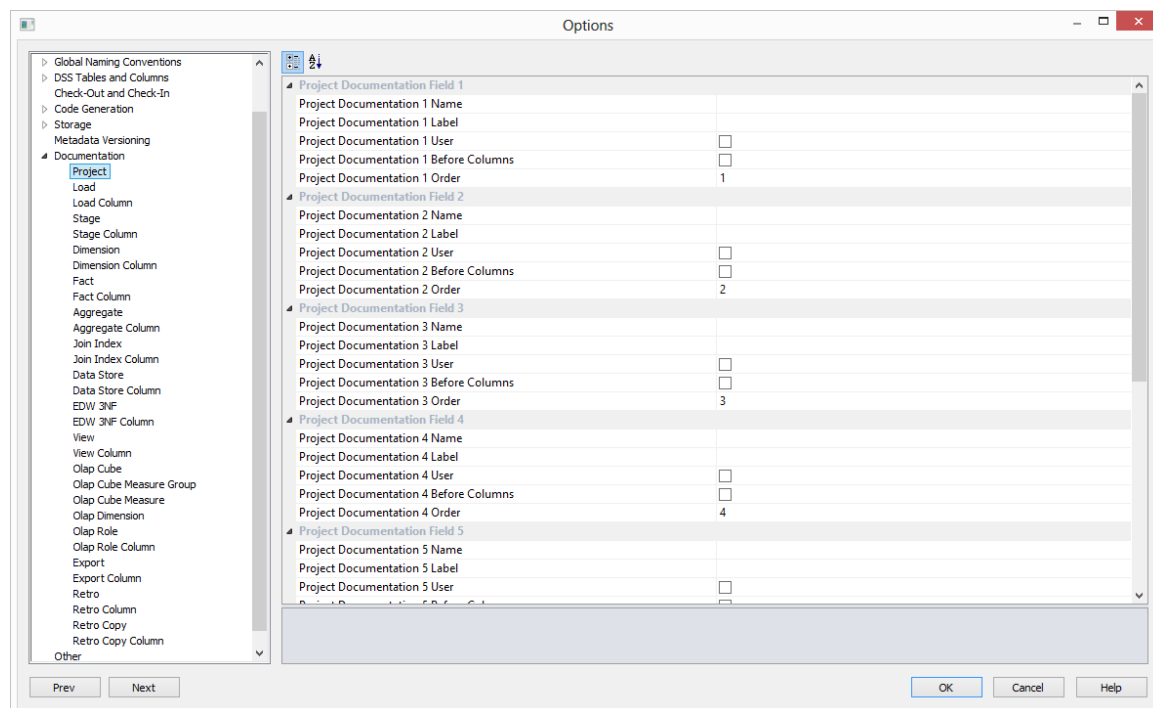 Options
Global Naming Conventions
DSS Tables and Columns
Check-Out and Check-In
Code Generation
Storage
Metadata Versioning
Documentation
Project
Load
Load Column
Stage
Stage Column
Dimension
Dimension Column
Fact
Fact Column
Aggregate
Aggregate Column
Join Index
Join Index Column
Data Store
Data Store Column
EDW 3NF
EDW 3NF Column
View
View Column
Olap Cube
Olap Cube Measure Group
Olap Cube Measure
Olap Dimension
Olap Role
Olap Role Column
Export
Export Column
Retro
Retro Column
Retro Copy
Retro Copy Column
Other
Project Documentation Field 1
Project Documentation 1 Name
Project Documentation 1 Label
Project Documentation 1 User
Project Documentation 1 Before Columns
Project Documentation 1 Order 1
Project Documentation Field 2
Project Documentation 2 Name
Project Documentation 2 Label
Project Documentation 2 User
Project Documentation 2 Before Columns
Project Documentation 2 Order 2
Project Documentation Field 3
Project Documentation 3 Name
Project Documentation 3 Label
Project Documentation 3 User
Project Documentation 3 Before Columns
Project Documentation 3 Order 3
Project Documentation Field 4
Project Documentation 4 Name
Project Documentation 4 Label
Project Documentation 4 User
Project Documentation 4 Before Columns
Project Documentation 4 Order 4
Project Documentation Field 5
Project Documentation 5 Name
Project Documentation 5 Label
Project Documentation 5 User
Prev Next OK Cancel Help